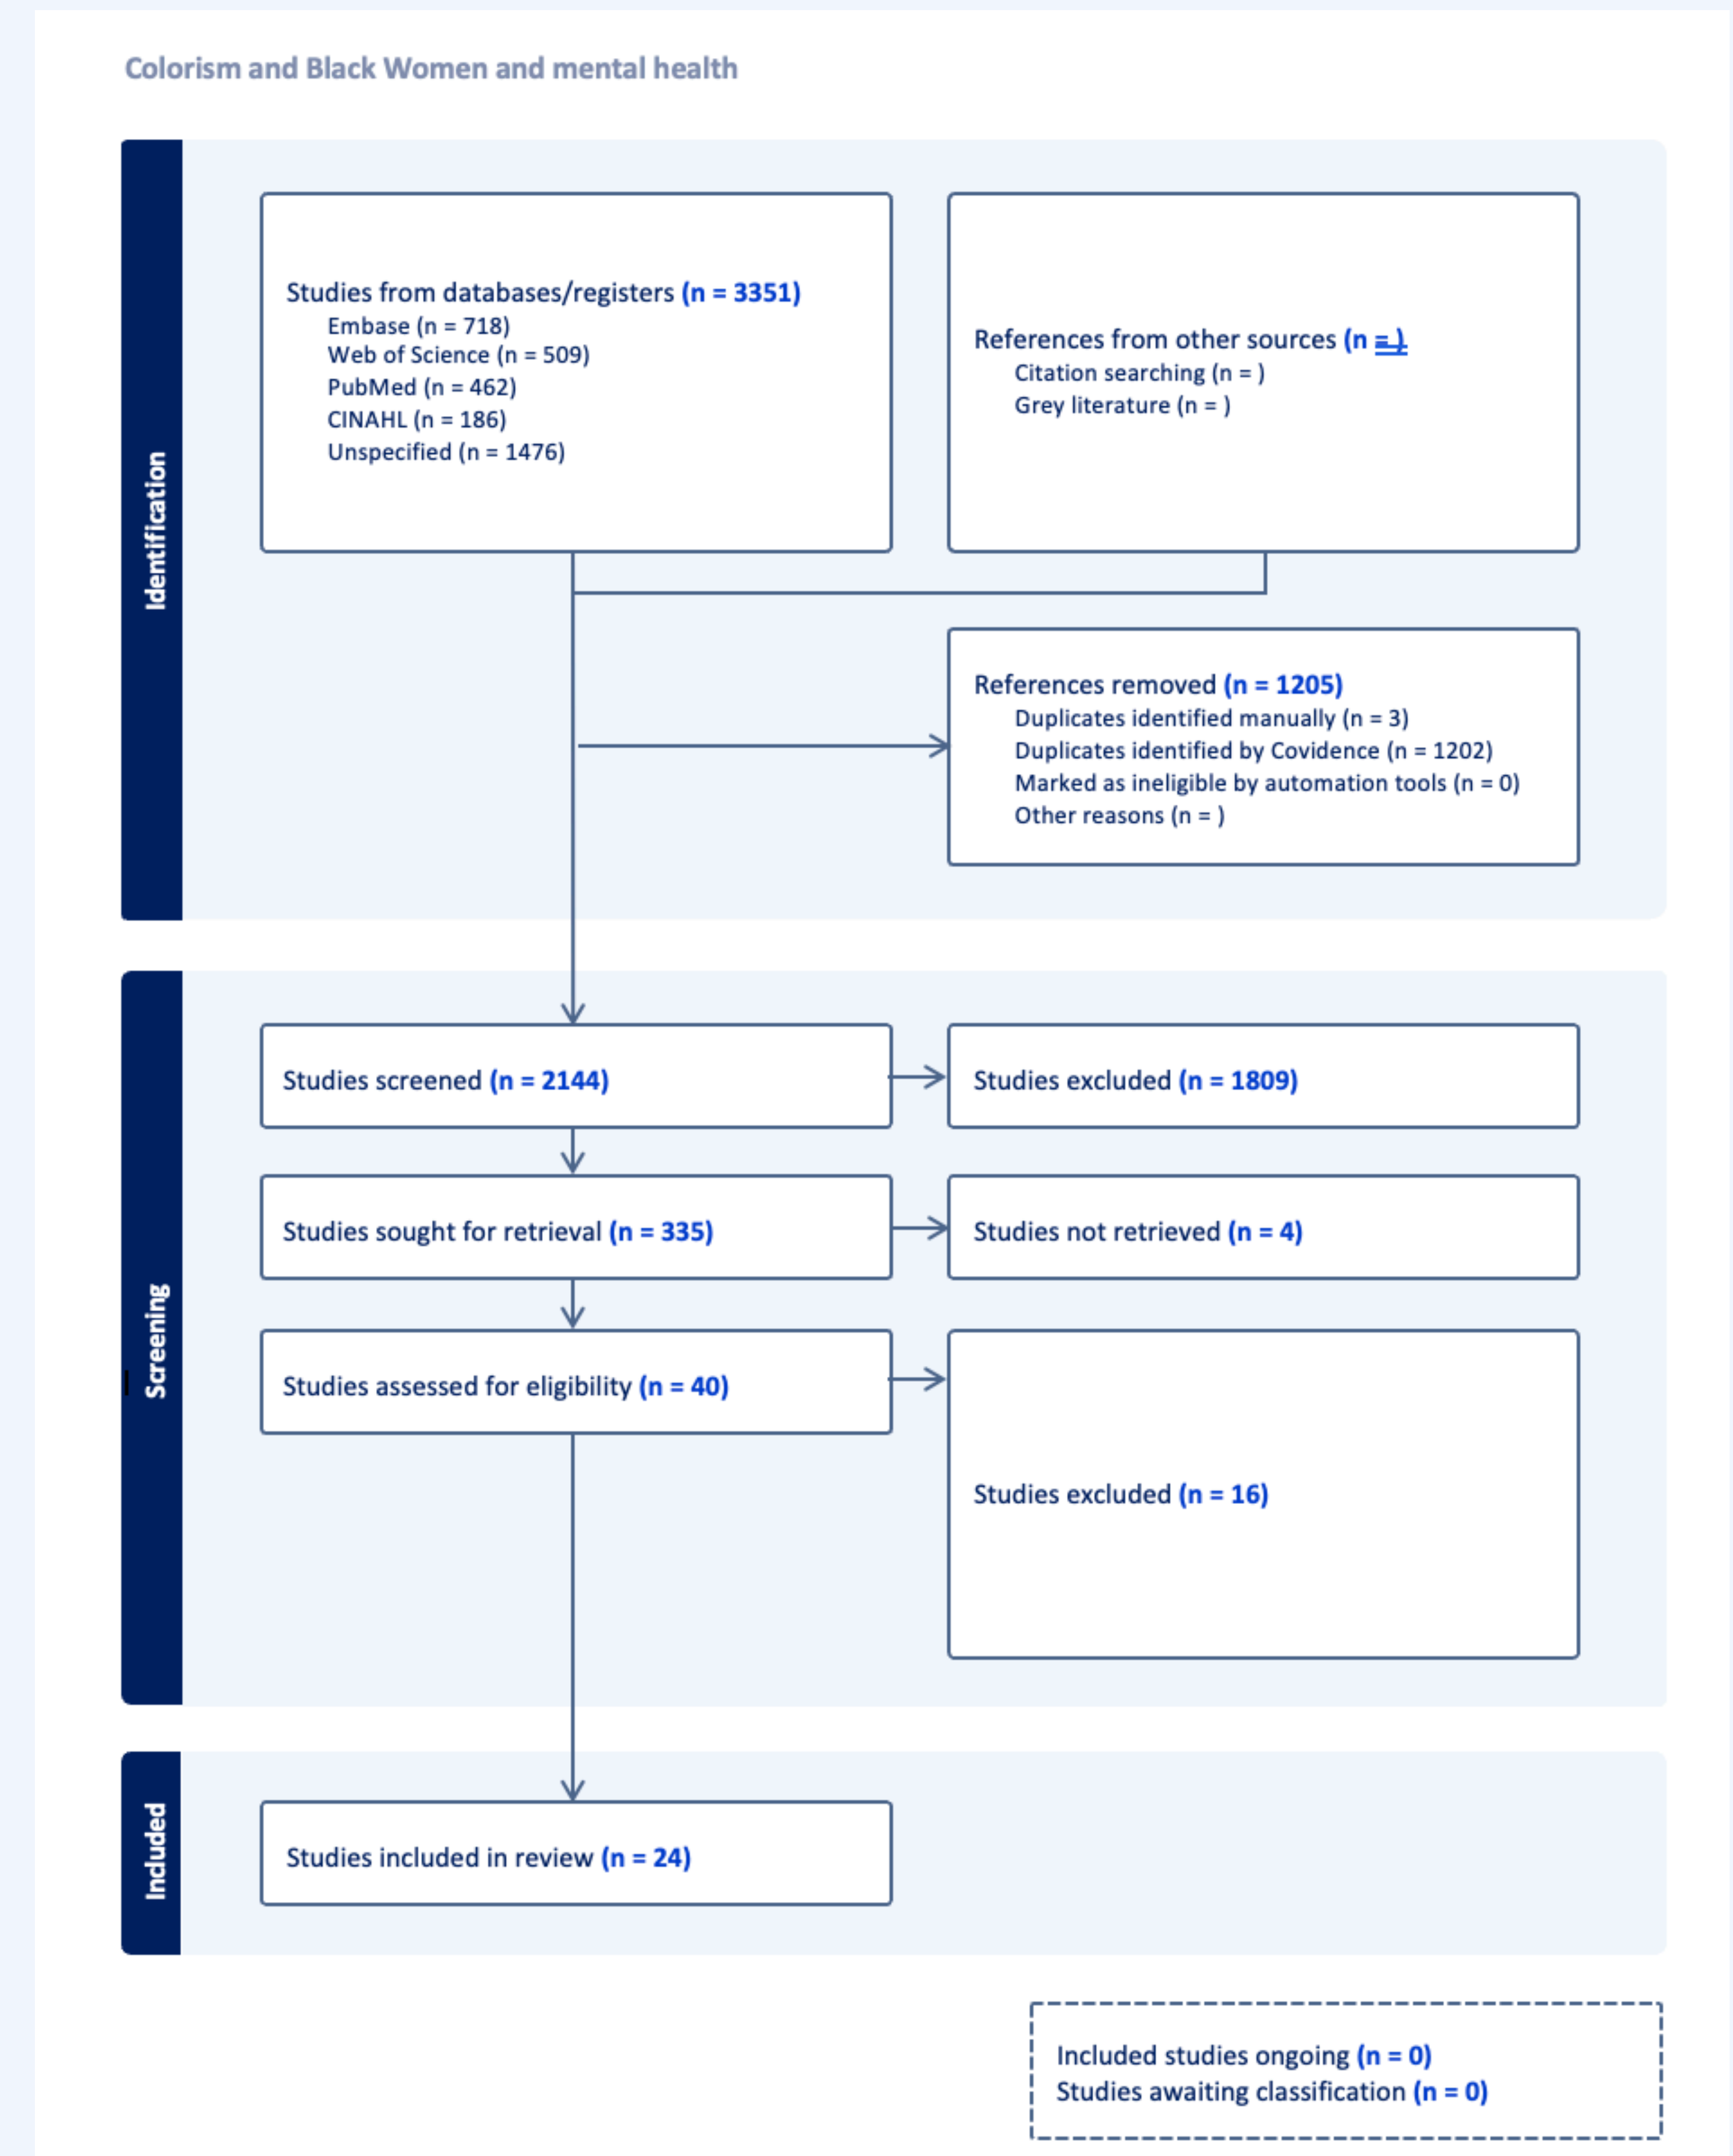 Colorism and Black Women and mental health
Identification
Studies from databases/registers (n = 3351)
Embase (n = 718)
Web of Science (n = 509)
PubMed (n = 462)
CINAHL (n = 186)
Unspecified (n = 1476)
References from other sources (n = )
Citation searching (n = )
Grey literature (n = )
References removed (n = 1205)
Duplicates identified manually (n = 3)
Duplicates identified by Covidence (n = 1202)
Marked as ineligible by automation tools (n = 0)
Other reasons (n = )
Screening
Studies screened (n = 2144)
Studies excluded (n = 1809)
Studies sought for retrieval (n = 335)
Studies not retrieved (n = 4)
Studies assessed for eligibility (n = 40)
Studies excluded (n = 16)
Included
Studies included in review (n = 24)
Included studies ongoing (n = 0)
Studies awaiting classification (n = 0)